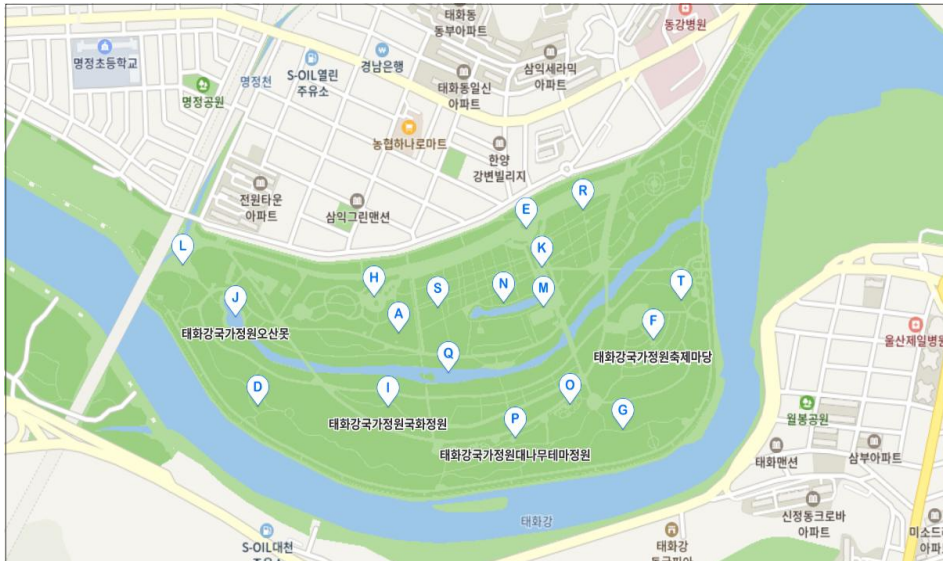 태화동
동부아파트
동강병원
명정초등학교
명정천
S-OIL열린
주유소
경남은행
삼익세라믹
아파트
태화동일신
아파트
명정공원
농협하나로마트
한양
강변빌리지
전원타운
아파트
삼익그린맨션
R
E
L
K
H
S
N
M
T
J
A
F
태화강국가정원오산못
Q
태화강국가정원축제마당
울산제일병원
D
I
O
G
P
태화강국가정원국화정원
태화강국가정원대나무테마정원
월봉공원
태화맨션
삼부아파트
태화강
신정동크로바
아파트
S-OIL대천
태화강